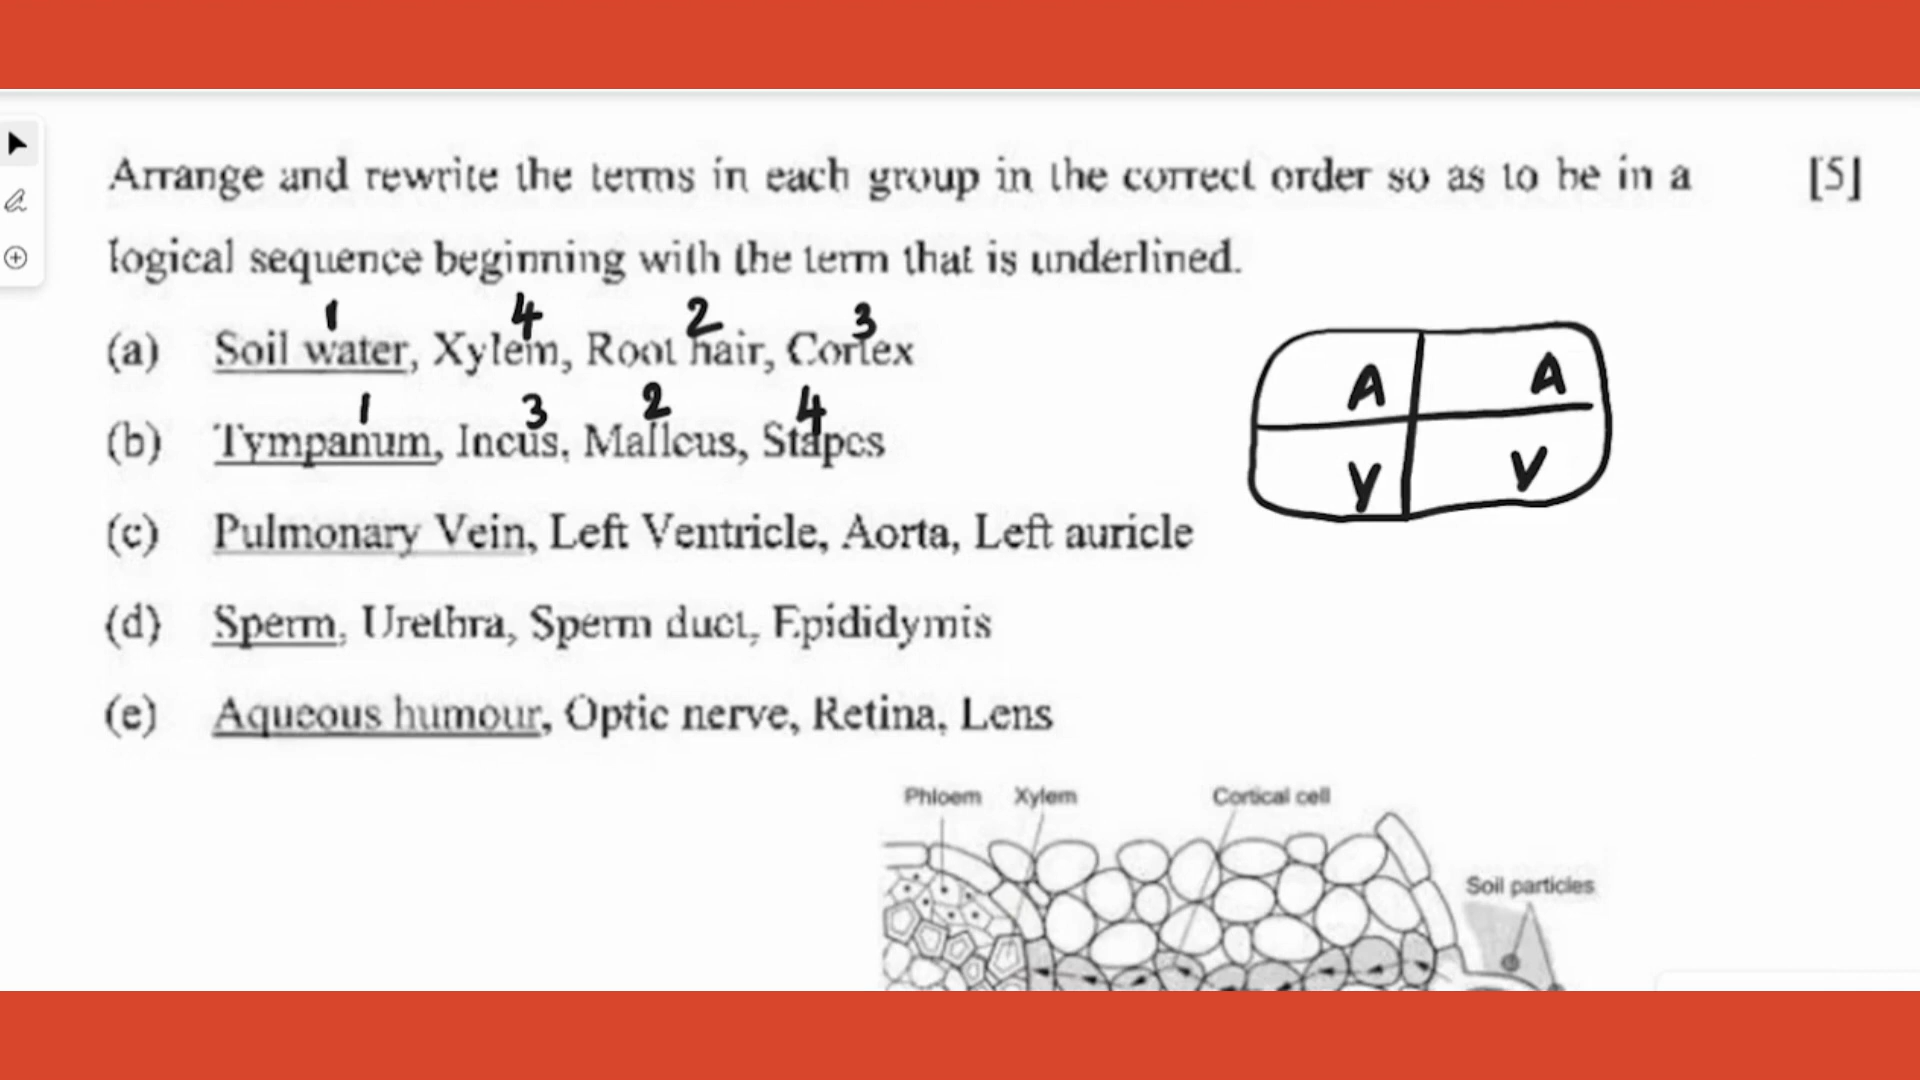 Arrange and rewrite the terms in each group in the correct order so as to be in a [5]
logical sequence beginning with the term that is underlined.
1 4 2 3
(a) Soil water, Xylem, Root hair, Cortex
1 3 2 4
(b) Tympanum, Incus, Malleus, Stapes
(c) Pulmonary Vein, Left Ventricle, Aorta, Left auricle
(d) Sperm, Urethra, Sperm duct, Epididymis
(e) Aqueous humour, Optic nerve, Retina, Lens
A A
V V
Phloem Xylem Cortical cell
Soil particles